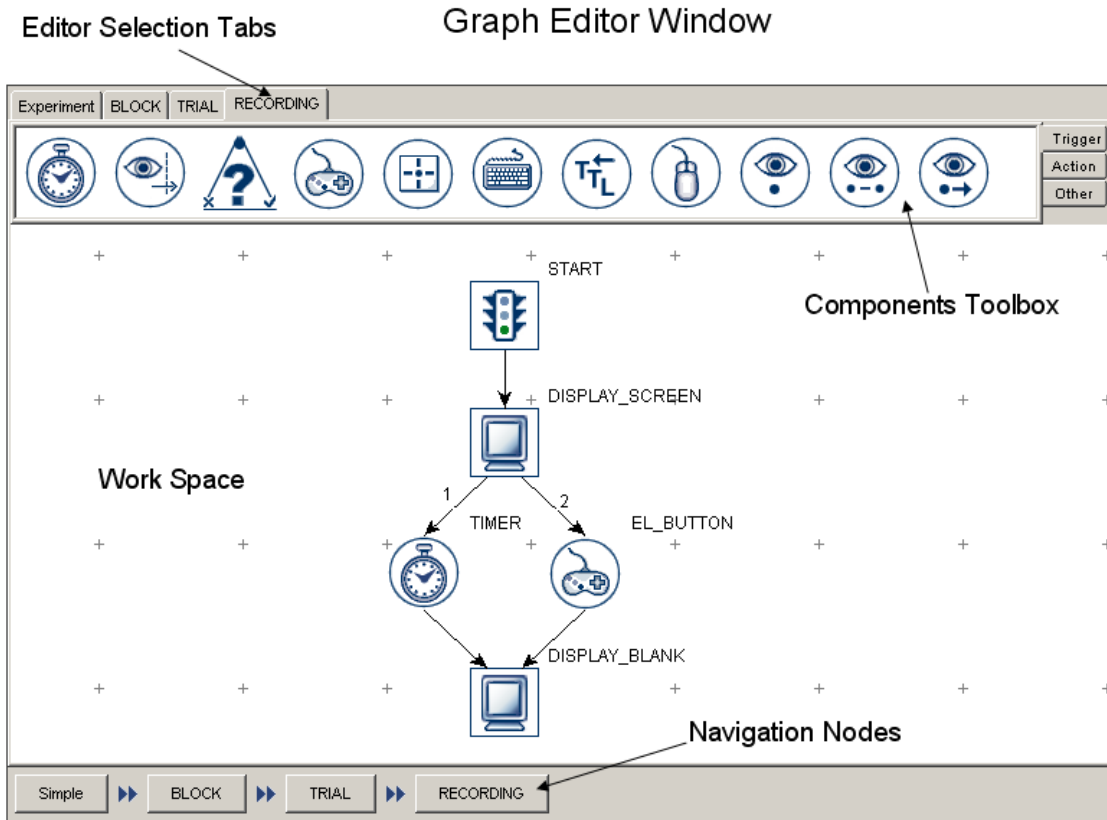 Graph Editor Window
Editor Selection Tabs
Experiment BLOCK TRIAL RECORDING
Trigger
Action
Other
TTL
Components Toolbox
START
DISPLAY_SCREEN
Work Space
1 2
TIMER EL_BUTTON
DISPLAY_BLANK
Navigation Nodes
Simple BLOCK TRIAL RECORDING